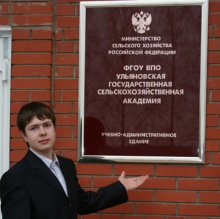 МИНИСТЕРСТВО
СЕЛЬСКОГО ХОЗЯЙСТВА
РОССИЙСКОЙ ФЕДЕРАЦИИ
ФГОУ ВПО
УЛЬЯНОВСКАЯ
ГОСУДАРСТВЕННАЯ
СЕЛЬСКОХОЗЯЙСТВЕННАЯ
АКАДЕМИЯ
УЧЕБНО-АДМИНИСТРАТИВНОЕ
ЗДАНИЕ